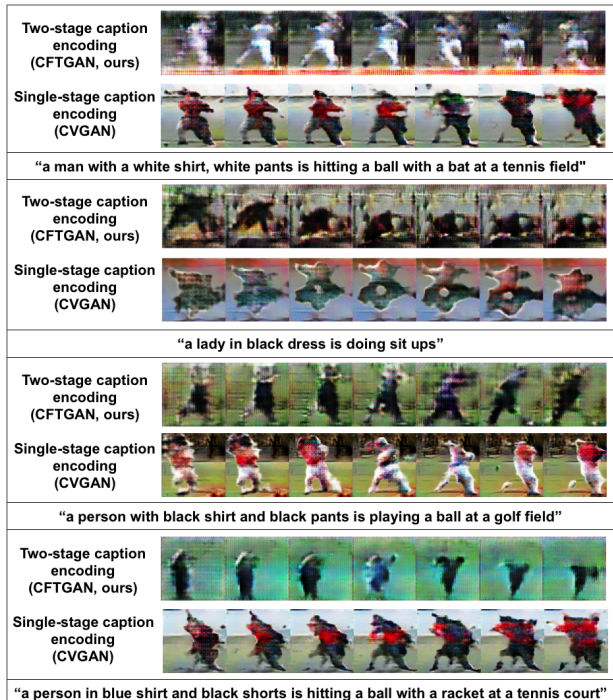 Two-stage caption
encoding
(CFTGAN, ours)
Single-stage caption
encoding
(CVGAN)
“a man with a white shirt, white pants is hitting a ball with a bat at a tennis field"
Two-stage caption
encoding
(CFTGAN, ours)
Single-stage caption
encoding
(CVGAN)
“a lady in black dress is doing sit ups”
Two-stage caption
encoding
(CFTGAN, ours)
Single-stage caption
encoding
(CVGAN)
“a person with black shirt and black pants is playing a ball at a golf field”
Two-stage caption
encoding
(CFTGAN, ours)
Single-stage caption
encoding
(CVGAN)
“a person in blue shirt and black shorts is hitting a ball with a racket at a tennis court”